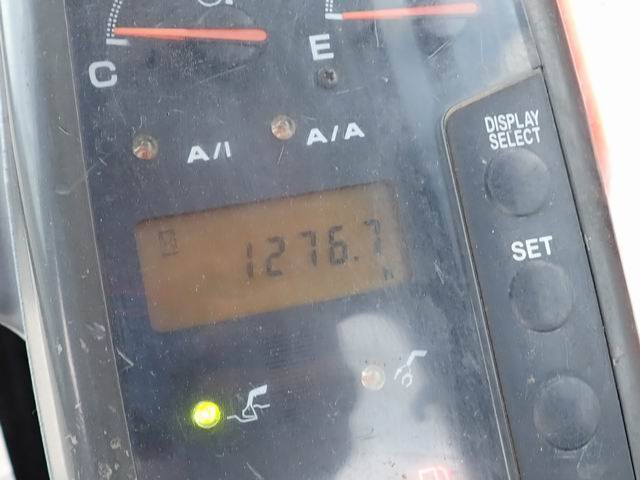 C
E
A/I
A/A
DISPLAY
SELECT
1276.7
SET